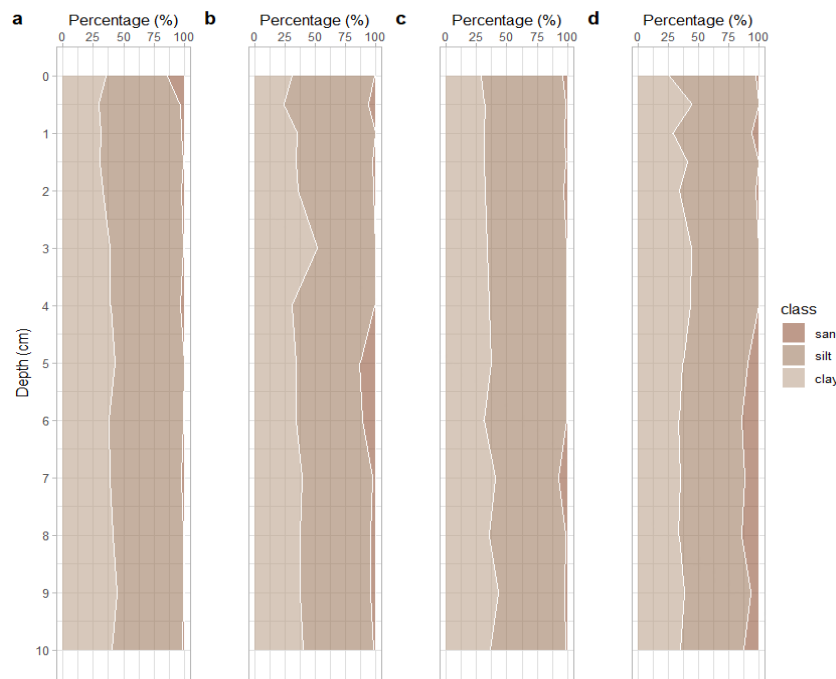 a Percentage (%) b Percentage (%) c Percentage (%) d Percentage (%)
0 25 50 75 100 0 25 50 75 100 0 25 50 75 100 0 25 50 75 100
0
1
2
3
4
5
6
7
8
9
10
Depth (cm)
class
san
silt
clay